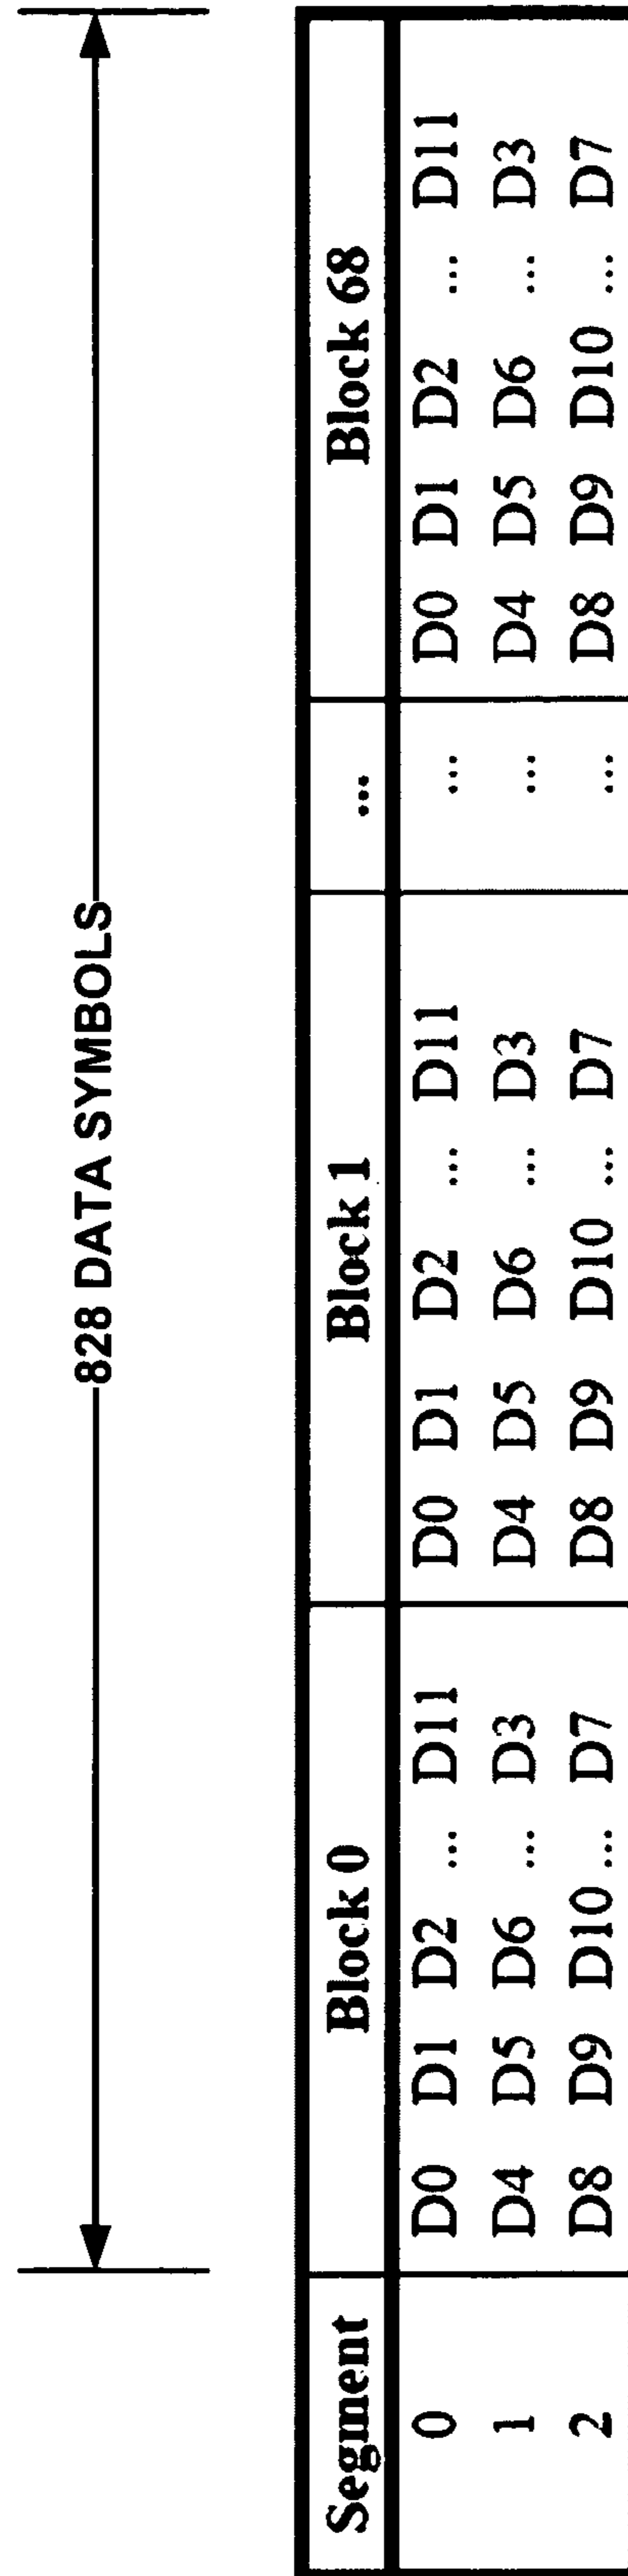 828 DATA SYMBOLS
Segment Block 0 Block 1 ... Block 68
0 D0 D1 D2 ... D11 D0 D1 D2 ... D11 ... D0 D1 D2 ... D11
1 D4 D5 D6 ... D3 D4 D5 D6 ... D3 ... D4 D5 D6 ... D3
2 D8 D9 D10 ... D7 D8 D9 D10 ... D7 ... D8 D9 D10 ... D7